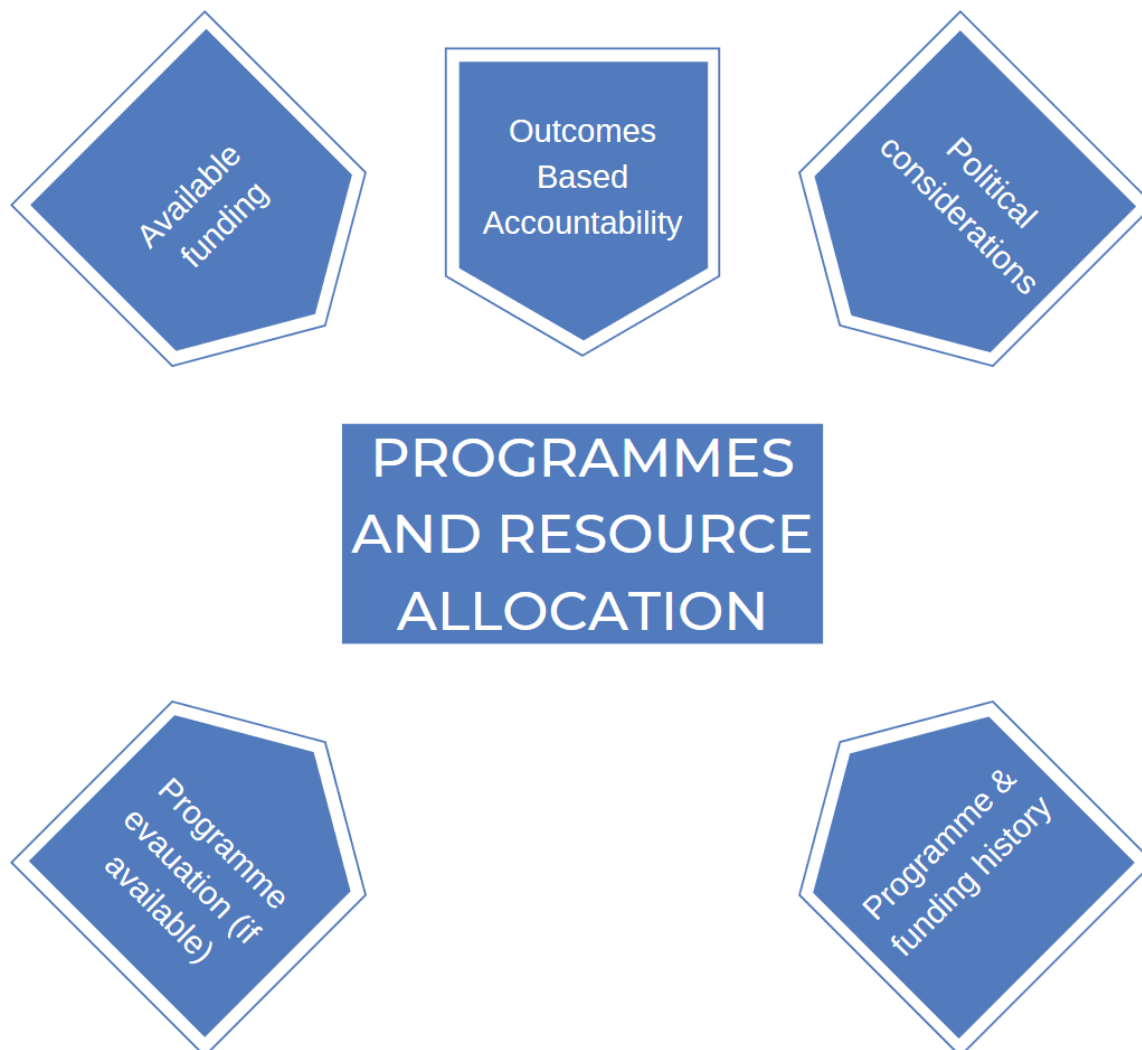 Available
funding
Outcomes
Based
Accountability
Political
considerations
PROGRAMMES
AND RESOURCE
ALLOCATION
Programme
evauation (if
available)
Programme &
funding history